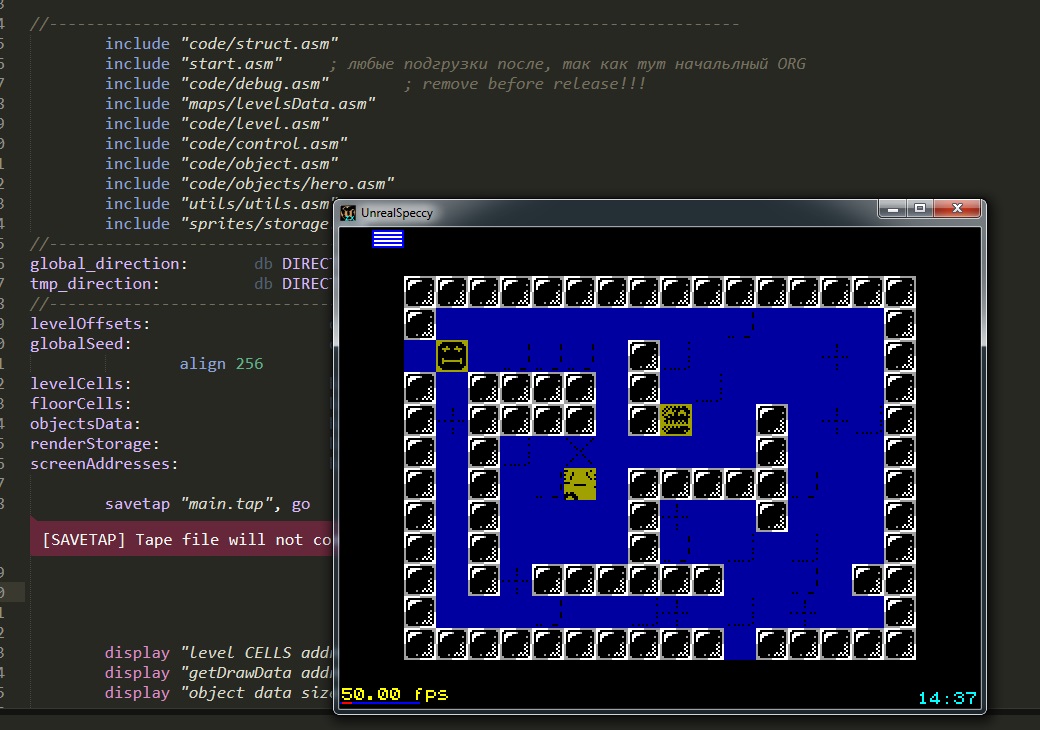 //--------------------------------------------------------------------------
include "code/struct.asm"
include "start.asm" ; любые подгрузки после, так как тут начальлный ORG
include "code/debug.asm" ; remove before release!!!
include "maps/levelsData.asm"
include "code/level.asm"
include "code/control.asm"
include "code/object.asm"
include "code/objects/hero.asm"
include "utils/utils.asm"
include "sprites/storage
//--------------------------------
global_direction: db DIREC
tmp_direction: db DIREC
//--------------------------------
levelOffsets:
globalSeed:
align 256
levelCells:
floorCells:
objectsData:
renderStorage:
screenAddresses:
savetap "main.tap", go
[SAVETAP] Tape file will not co
display "level CELLS add
display "getDrawData add
display "object data size
UnrealSpeccy
50.00 fps
14:37